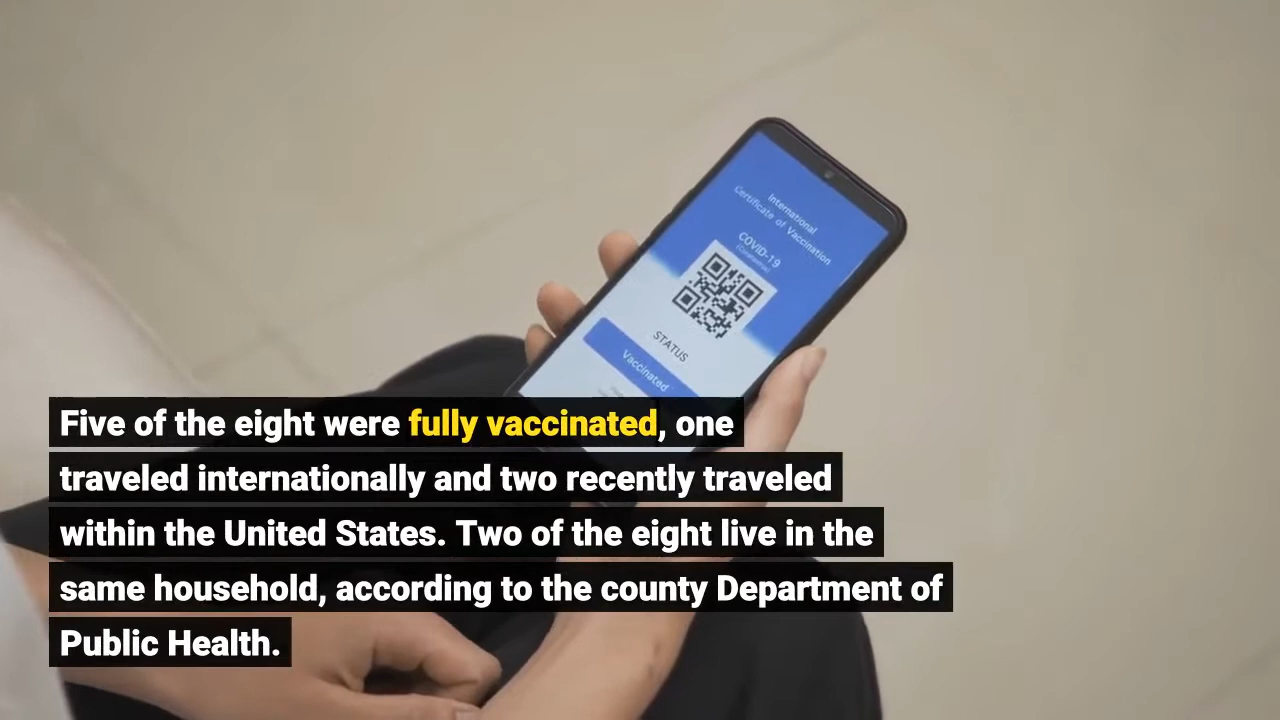 International
Certificate of Vaccination
COVID-19
STATUS
Vaccinated
Five of the eight were fully vaccinated, one
traveled internationally and two recently traveled
within the United States. Two of the eight live in the
same household, according to the county Department of
Public Health.